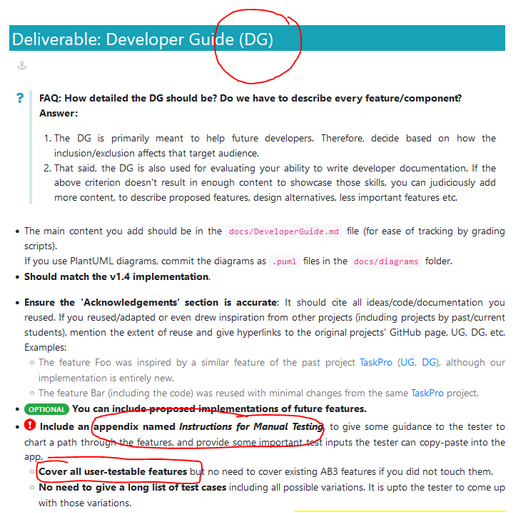 Deliverable: Developer Guide (DG)
? FAQ: How detailed the DG should be? Do we have to describe every feature/component?
Answer:
1. The DG is primarily meant to help future developers. Therefore, decide based on how the
inclusion/exclusion affects that target audience.
2. That said, the DG is also used for evaluating your ability to write developer documentation. If the
above criterion doesn't result in enough content to showcase those skills, you can judiciously add
more content, to describe proposed features, design alternatives, less important features etc.
• The main content you add should be in the docs/DeveloperGuide.md file (for ease of tracking by grading
scripts).
If you use PlantUML diagrams, commit the diagrams as .puml files in the docs/diagrams folder.
• Should match the v1.4 implementation.
• Ensure the 'Acknowledgements' section is accurate: It should cite all ideas/code/documentation you
reused. If you reused/adapted or even drew inspiration from other projects (including projects by past/current
students), mention the extent of reuse and give hyperlinks to the original projects' GitHub page, UG, DG, etc.
Examples:
◦ The feature Foo was inspired by a similar feature of the past project TaskPro (UG, DG), although our
implementation is entirely new.
◦ The feature Bar (including the code) was reused with minimal changes from the same TaskPro project.
• OPTIONAL You can include proposed implementations of future features.
• ! Include an appendix named Instructions for Manual Testing, to give some guidance to the tester to
chart a path through the features, and provide some important test inputs the tester can copy-paste into the
app.
◦ Cover all user-testable features but no need to cover existing AB3 features if you did not touch them.
◦ No need to give a long list of test cases including all possible variations. It is upto the tester to come up
with those variations.